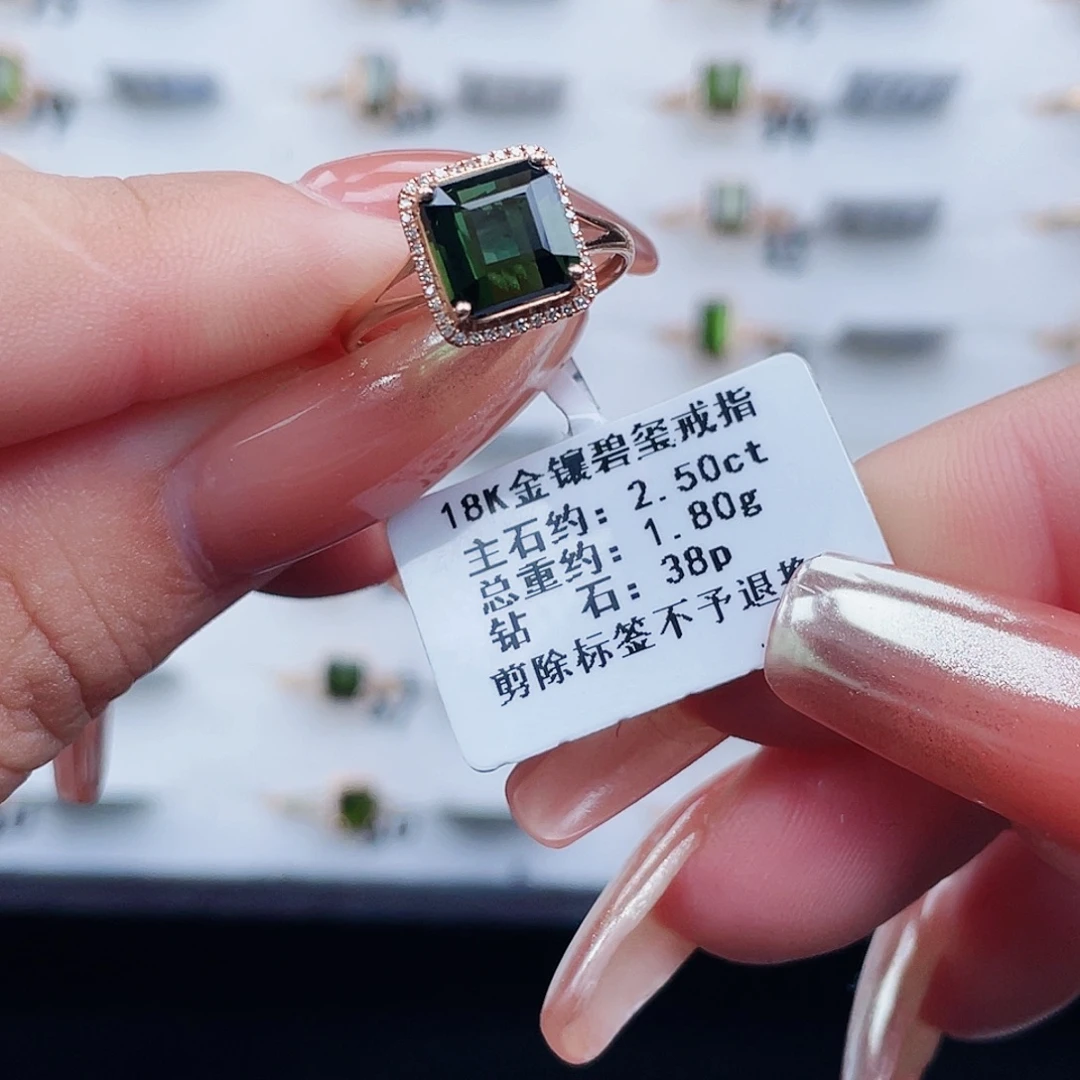 18K金镶碧玺戒指
主石约: 2.50ct
总重约: 1.80g
钻 石: 38p
剪除标签不予退换